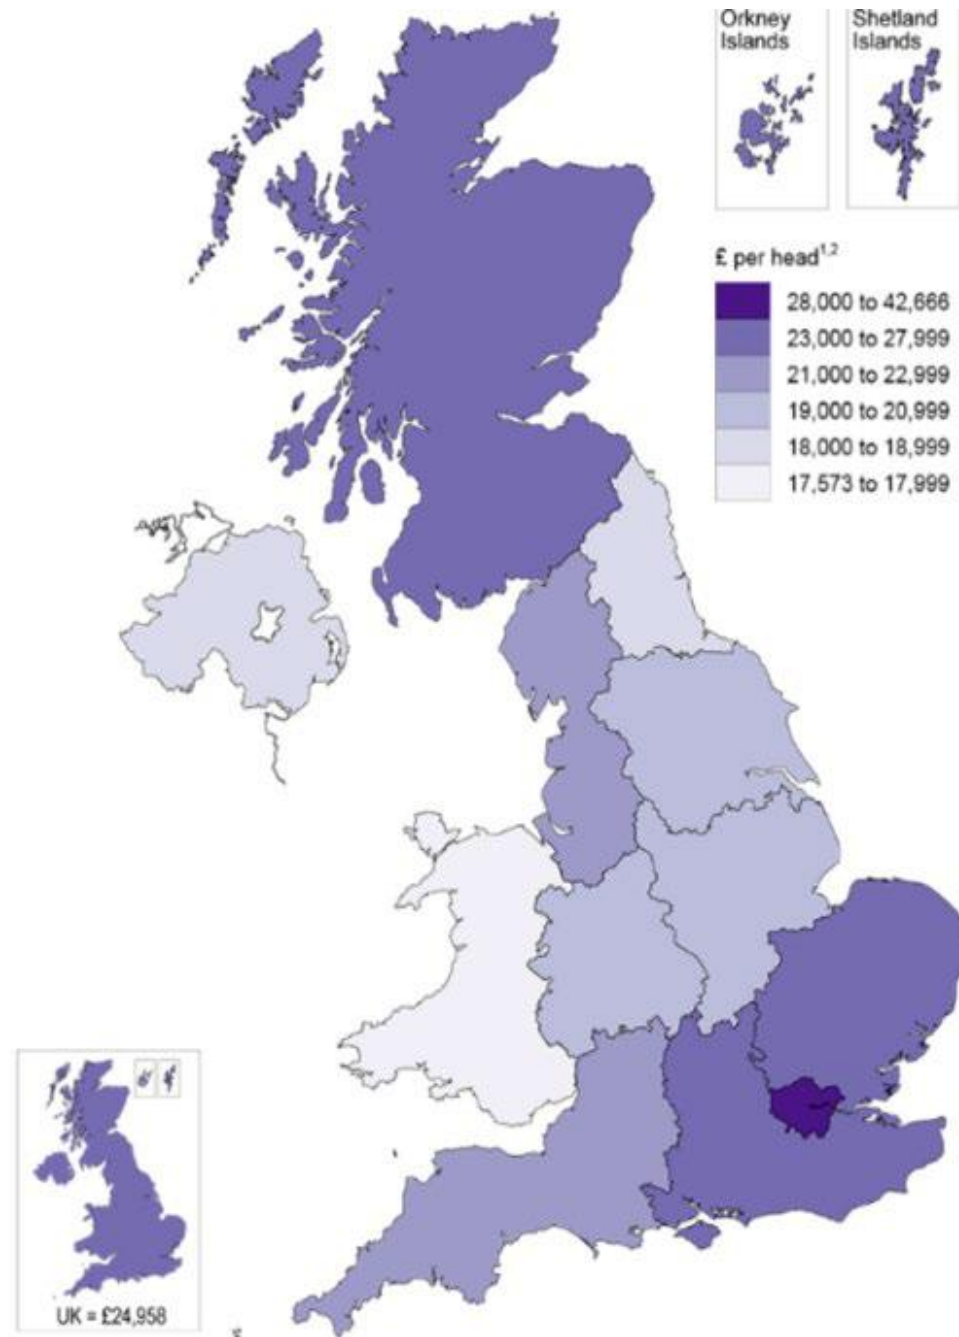 Orkney
Islands
Shetland
Islands
£ per head1,2
28,000 to 42,666
23,000 to 27,999
21,000 to 22,999
19,000 to 20,999
18,000 to 18,999
17,573 to 17,999
UK = £24,958